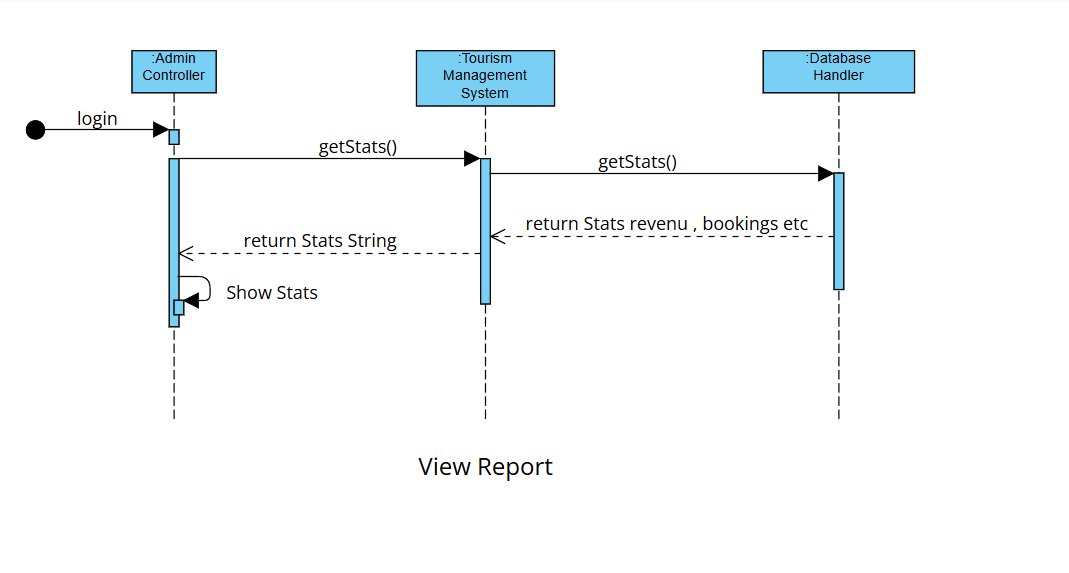 :Admin
Controller
:Tourism
Management
System
:Database
Handler
login
getStats()
getStats()
return Stats revenu , bookings etc
return Stats String
Show Stats
View Report